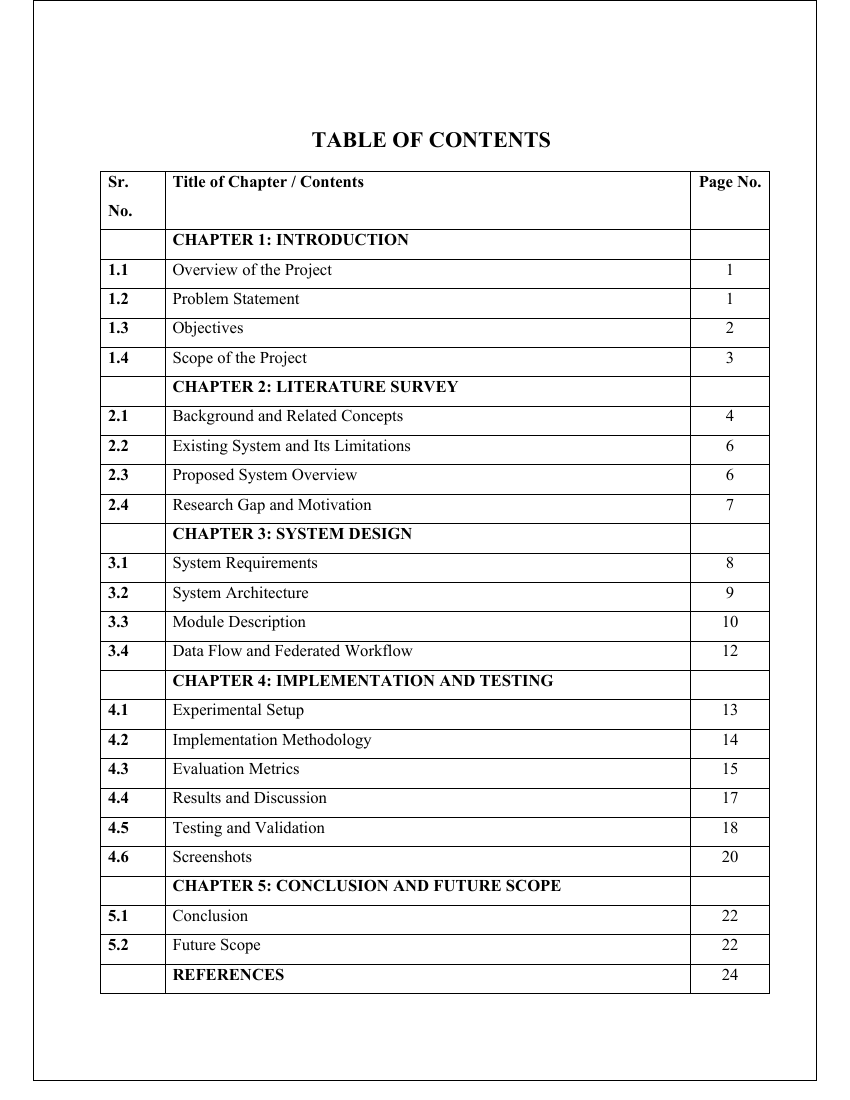 TABLE OF CONTENTS
Sr. No. Title of Chapter / Contents Page No.
CHAPTER 1: INTRODUCTION
1.1 Overview of the Project 1
1.2 Problem Statement 1
1.3 Objectives 2
1.4 Scope of the Project 3
CHAPTER 2: LITERATURE SURVEY
2.1 Background and Related Concepts 4
2.2 Existing System and Its Limitations 6
2.3 Proposed System Overview 6
2.4 Research Gap and Motivation 7
CHAPTER 3: SYSTEM DESIGN
3.1 System Requirements 8
3.2 System Architecture 9
3.3 Module Description 10
3.4 Data Flow and Federated Workflow 12
CHAPTER 4: IMPLEMENTATION AND TESTING
4.1 Experimental Setup 13
4.2 Implementation Methodology 14
4.3 Evaluation Metrics 15
4.4 Results and Discussion 17
4.5 Testing and Validation 18
4.6 Screenshots 20
CHAPTER 5: CONCLUSION AND FUTURE SCOPE
5.1 Conclusion 22
5.2 Future Scope 22
REFERENCES 24